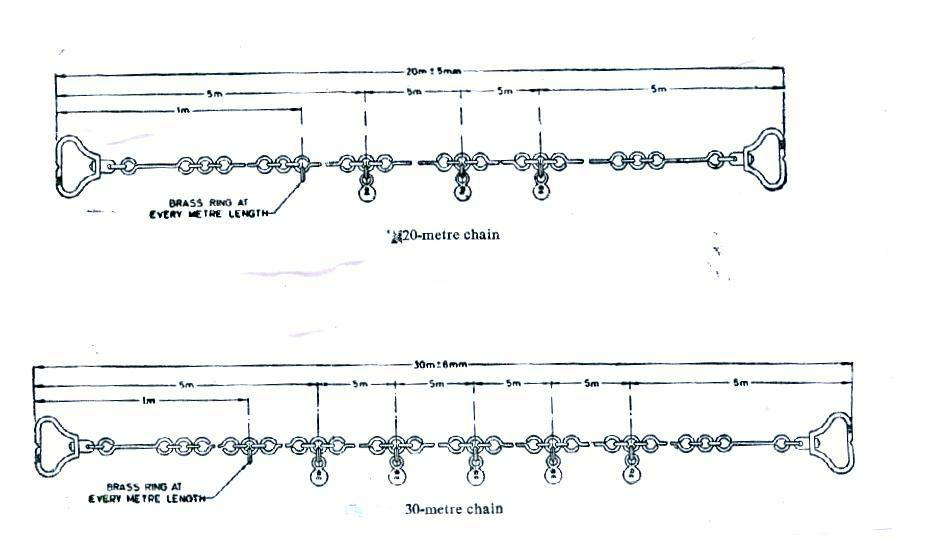 20m ± 5mm
5m 5m 5m 5m
1m
BRASS RING AT
EVERY METRE LENGTH
20-metre chain
30m ± 8mm
5m 5m 5m 5m 5m 5m
1m
BRASS RING AT
EVERY METRE LENGTH
30-metre chain